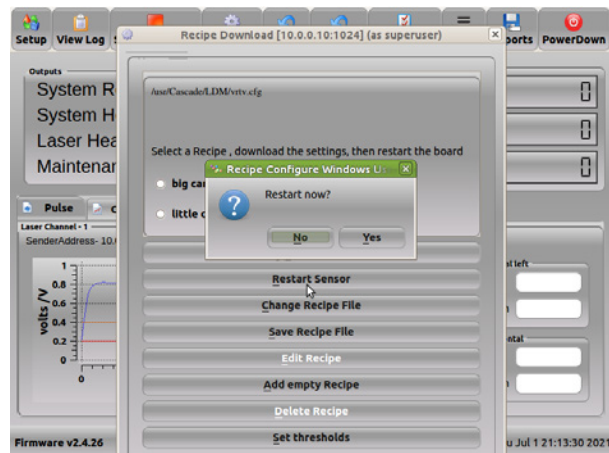 Recipe Download [10.0.0.10:1024] (as superuser)
Setup View Log
ports PowerDown
Outputs
System R
System H
Laser Hea
Maintenar
0
0
0
/usr/Cascade/LDM/vrtv.cfg
Select a Recipe , download the settings, then restart the board
big ca
little c
Recipe Configure Windows
Restart now?
No Yes
Pulse
Laser Channel - 1
SenderAddress- 10.
volts /V
1
0.8
0.6
0.4
0.2
0
0
al left
ntal
Restart Sensor
Change Recipe File
Save Recipe File
Edit Recipe
Add empty Recipe
Delete Recipe
Set thresholds
Firmware v2.4.26
u Jul 1 21:13:30 2021